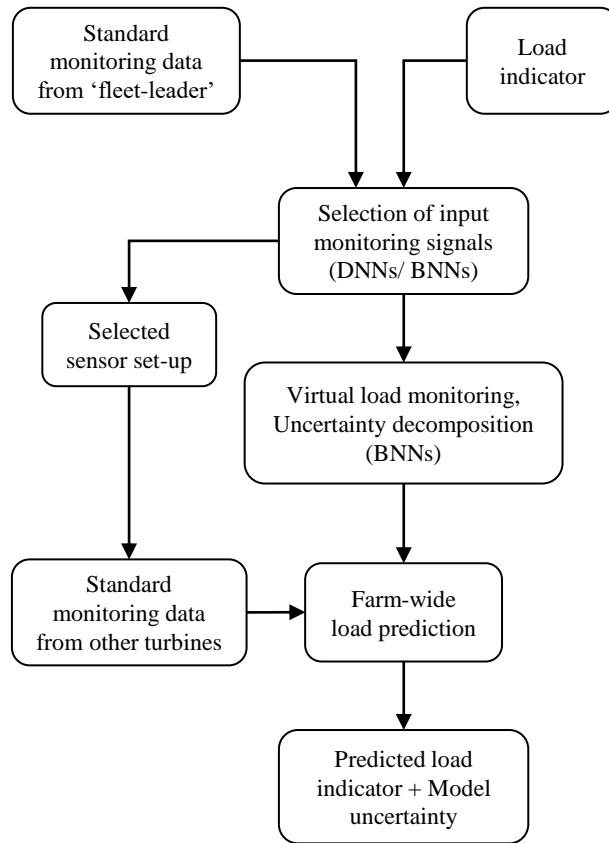 Standard
monitoring data
from ‘fleet-leader’
Load
indicator
Selection of input
monitoring signals
(DNNs/ BNNs)
Selected
sensor set-up
Virtual load monitoring,
Uncertainty decomposition
(BNNs)
Standard
monitoring data
from other turbines
Farm-wide
load prediction
Predicted load
indicator + Model
uncertainty